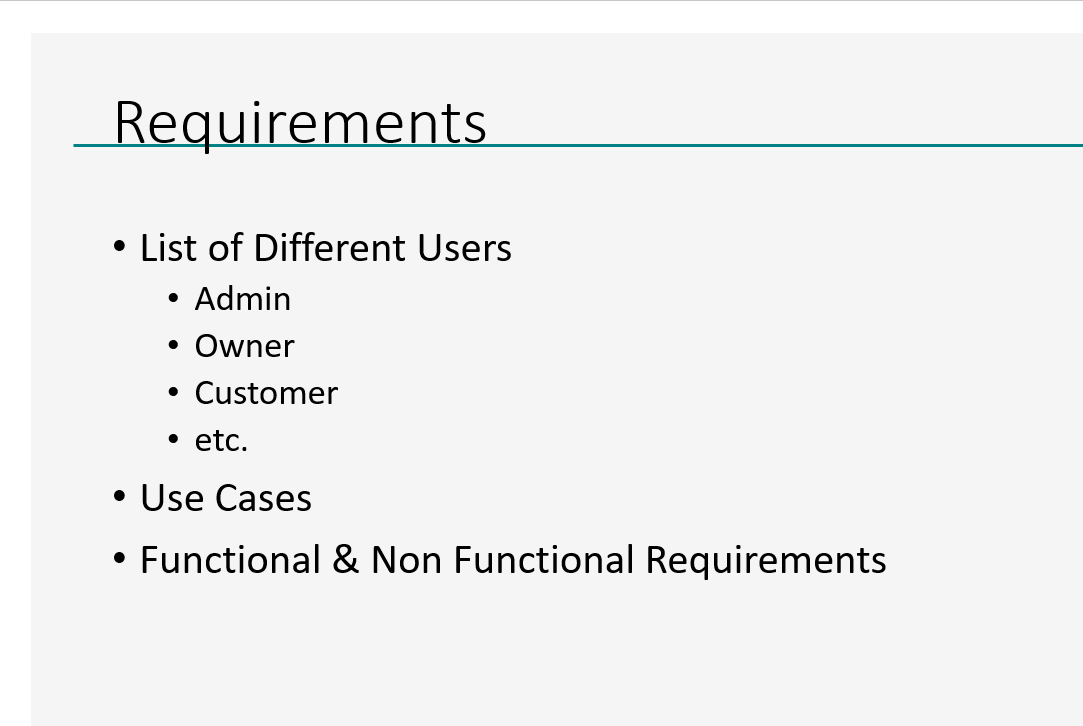 Requirements
• List of Different Users
• Admin
• Owner
• Customer
• etc.
• Use Cases
• Functional & Non Functional Requirements